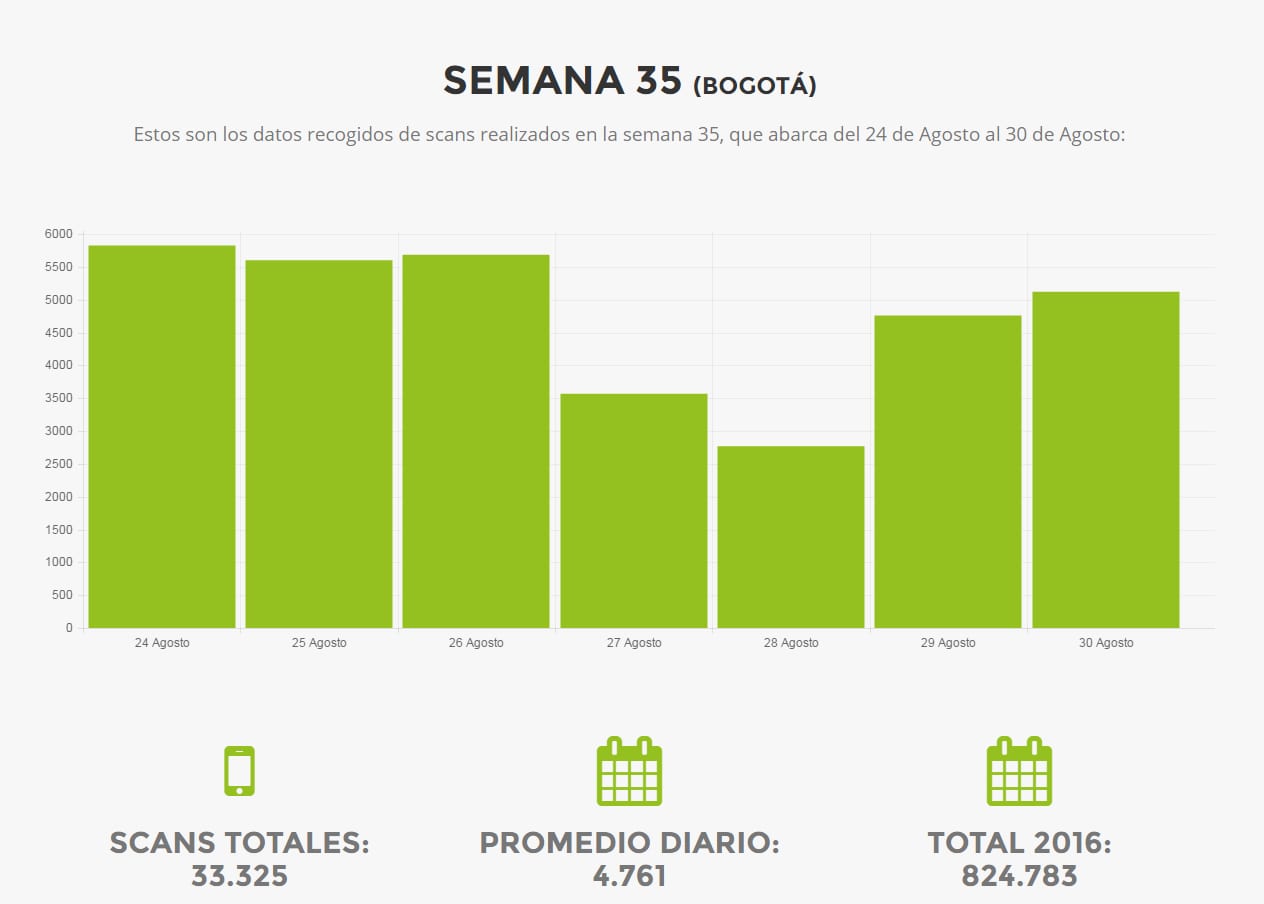 SEMANA 35 (BOGOTÁ)
Estos son los datos recogidos de scans realizados en la semana 35, que abarca del 24 de Agosto al 30 de Agosto:
6000
5500
5000
4500
4000
3500
3000
2500
2000
1500
1000
500
0
24 Agosto 25 Agosto 26 Agosto 27 Agosto 28 Agosto 29 Agosto 30 Agosto
SCANS TOTALES: PROMEDIO DIARIO: TOTAL 2016:
33.325 4.761 824.783